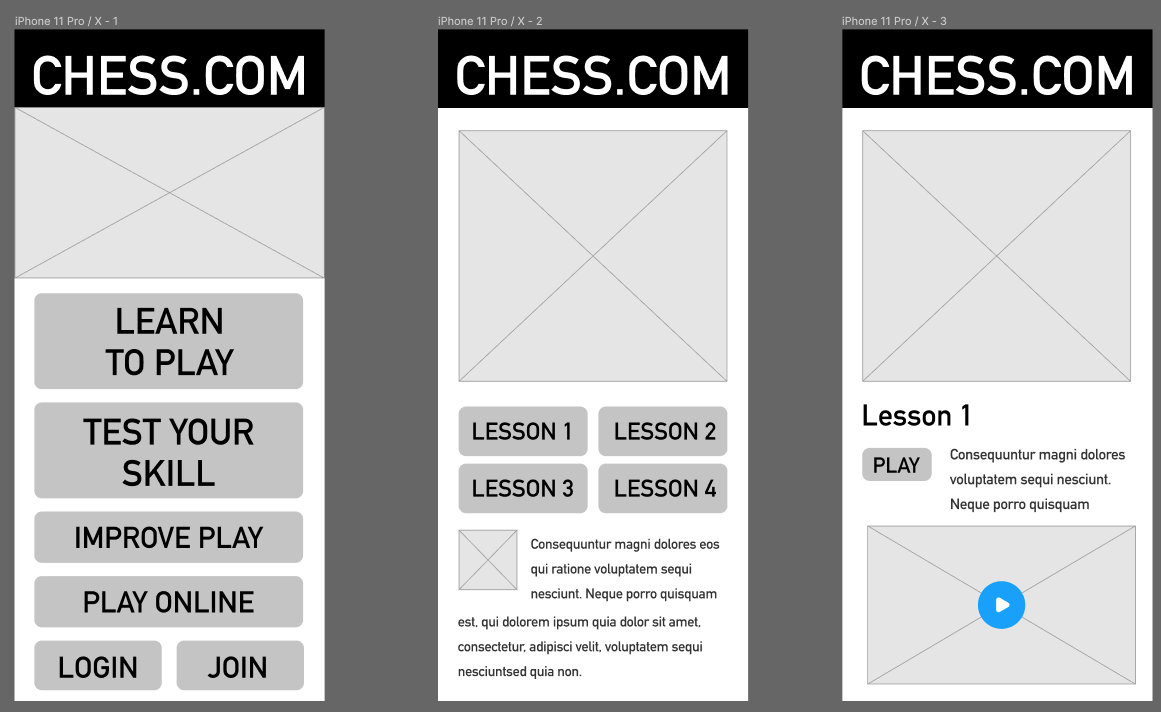 iPhone 11 Pro / X - 1
CHESS.COM
LEARN
TO PLAY
TEST YOUR
SKILL
IMPROVE PLAY
PLAY ONLINE
LOGIN
JOIN
iPhone 11 Pro / X - 2
CHESS.COM
LESSON 1
LESSON 2
LESSON 3
LESSON 4
Consequuntur magni dolores eos
qui ratione voluptatem sequi
nesciunt. Neque porro quisquam
est, qui dolorem ipsum quia dolor sit amet,
consectetur, adipisci velit, voluptatem sequi
nesciuntsed quia non.
iPhone 11 Pro / X - 3
CHESS.COM
Lesson 1
PLAY
Consequuntur magni dolores
voluptatem sequi nesciunt.
Neque porro quisquam